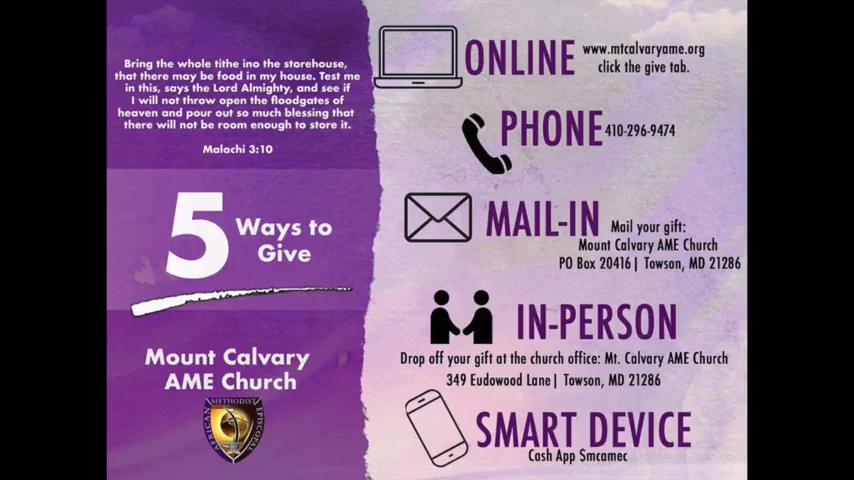 Bring the whole tithe ino the storehouse,
that there may be food in my house. Test me
in this, says the Lord Almighty, and see if
I will not throw open the floodgates of
heaven and pour out so much blessing that
there will not be room enough to store it.
Malachi 3:10
5 Ways to
Give
Mount Calvary
AME Church
AFRICAN METHODIST EPISCOPAL
ONLINE www.mtcalvaryame.org
click the give tab.
PHONE 410-296-9474
MAIL-IN Mail your gift:
Mount Calvary AME Church
PO Box 20416| Towson, MD 21286
IN-PERSON
Drop off your gift at the church office: Mt. Calvary AME Church
349 Eudowood Lane| Towson, MD 21286
SMART DEVICE
Cash App $mcamec